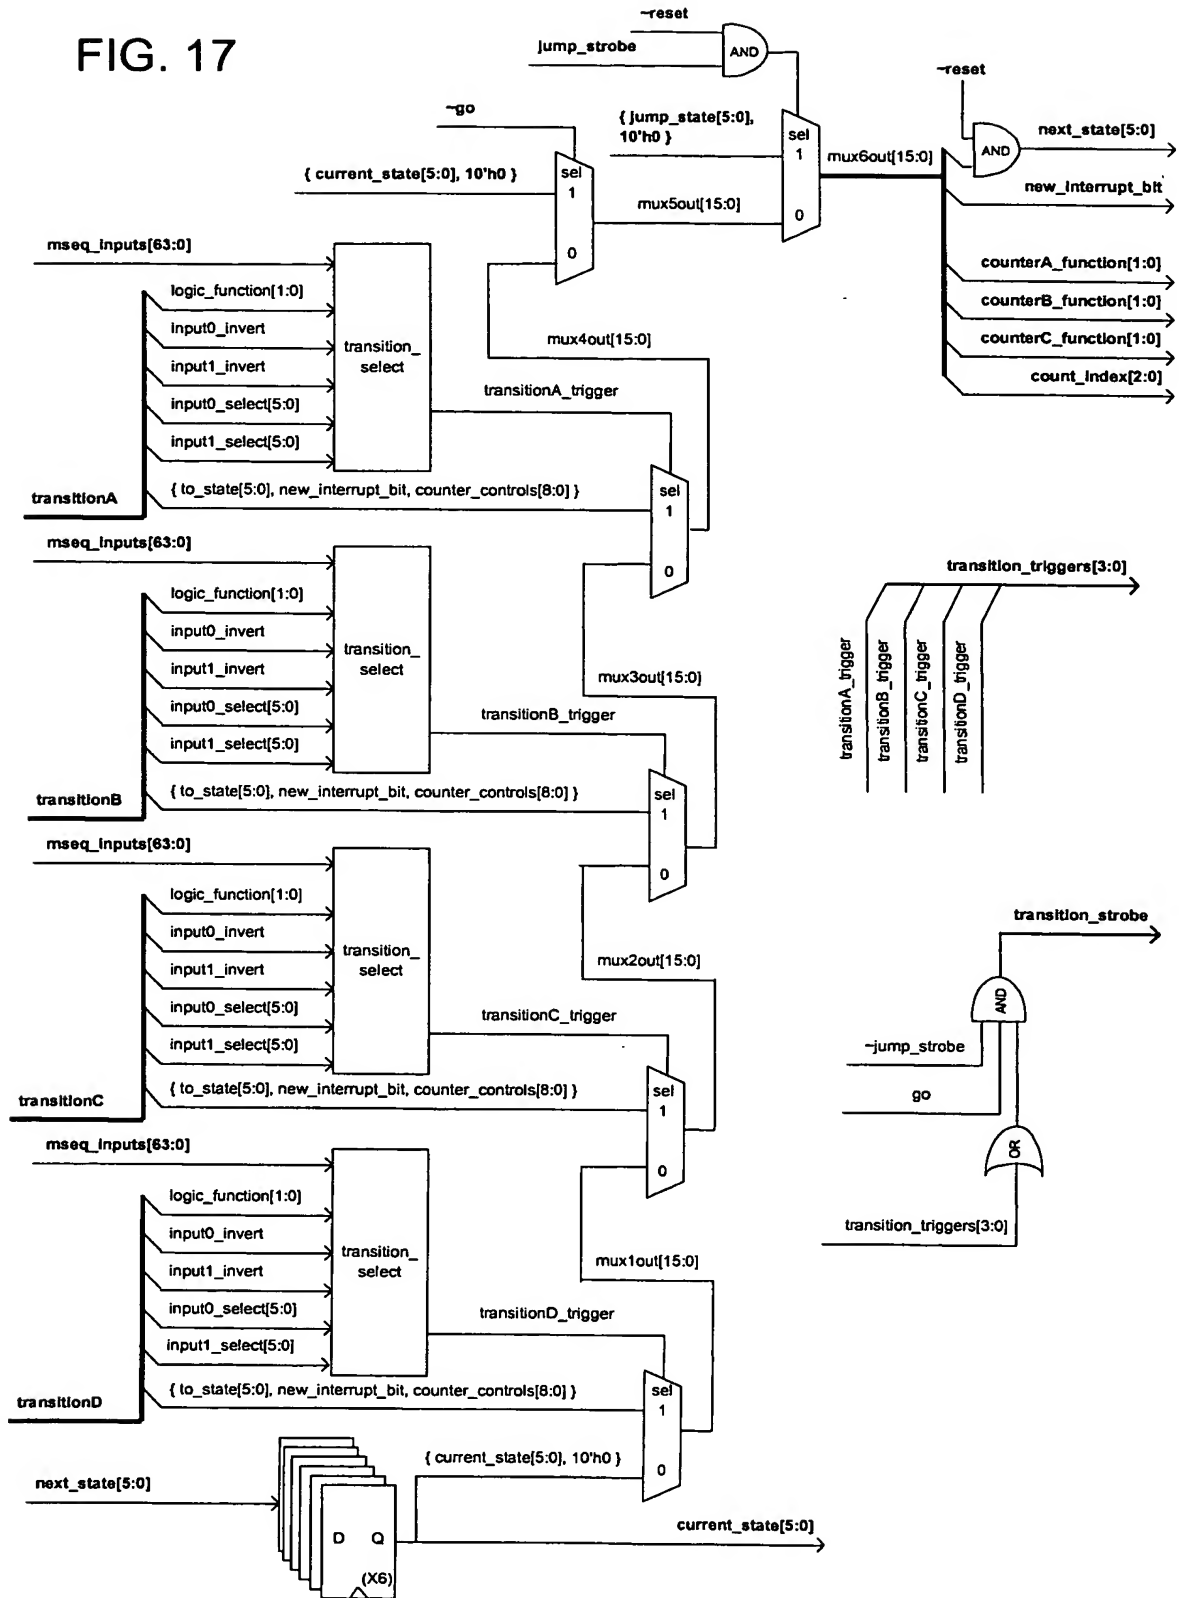 FIG. 17
~reset
jump_strobe
AND
~reset
~go
{ jump_state[5:0],
10'h0 }
sel
1
0
mux6out[15:0]
AND
next_state[5:0]
new_interrupt_bit
counterA_function[1:0]
counterB_function[1:0]
counterC_function[1:0]
count_index[2:0]
{ current_state[5:0], 10'h0 }
sel
1
0
mux5out[15:0]
mseq_inputs[63:0]
logic_function[1:0]
input0_invert
input1_invert
input0_select[5:0]
input1_select[5:0]
transition_
select
mux4out[15:0]
transitionA_trigger
transitionA
{ to_state[5:0], new_interrupt_bit, counter_controls[8:0] }
sel
1
0
mseq_inputs[63:0]
logic_function[1:0]
input0_invert
input1_invert
input0_select[5:0]
input1_select[5:0]
transition_
select
mux3out[15:0]
transitionB_trigger
transitionB
{ to_state[5:0], new_interrupt_bit, counter_controls[8:0] }
sel
1
0
transition_triggers[3:0]
transitionA_trigger
transitionB_trigger
transitionC_trigger
transitionD_trigger
mseq_inputs[63:0]
logic_function[1:0]
input0_invert
input1_invert
input0_select[5:0]
input1_select[5:0]
transition_
select
mux2out[15:0]
transitionC_trigger
transitionC
{ to_state[5:0], new_interrupt_bit, counter_controls[8:0] }
sel
1
0
transition_strobe
AND
~jump_strobe
go
OR
transition_triggers[3:0]
mseq_inputs[63:0]
logic_function[1:0]
input0_invert
input1_invert
input0_select[5:0]
input1_select[5:0]
transition_
select
mux1out[15:0]
transitionD_trigger
transitionD
{ to_state[5:0], new_interrupt_bit, counter_controls[8:0] }
sel
1
0
{ current_state[5:0], 10'h0 }
next_state[5:0]
D Q
(X6)
current_state[5:0]